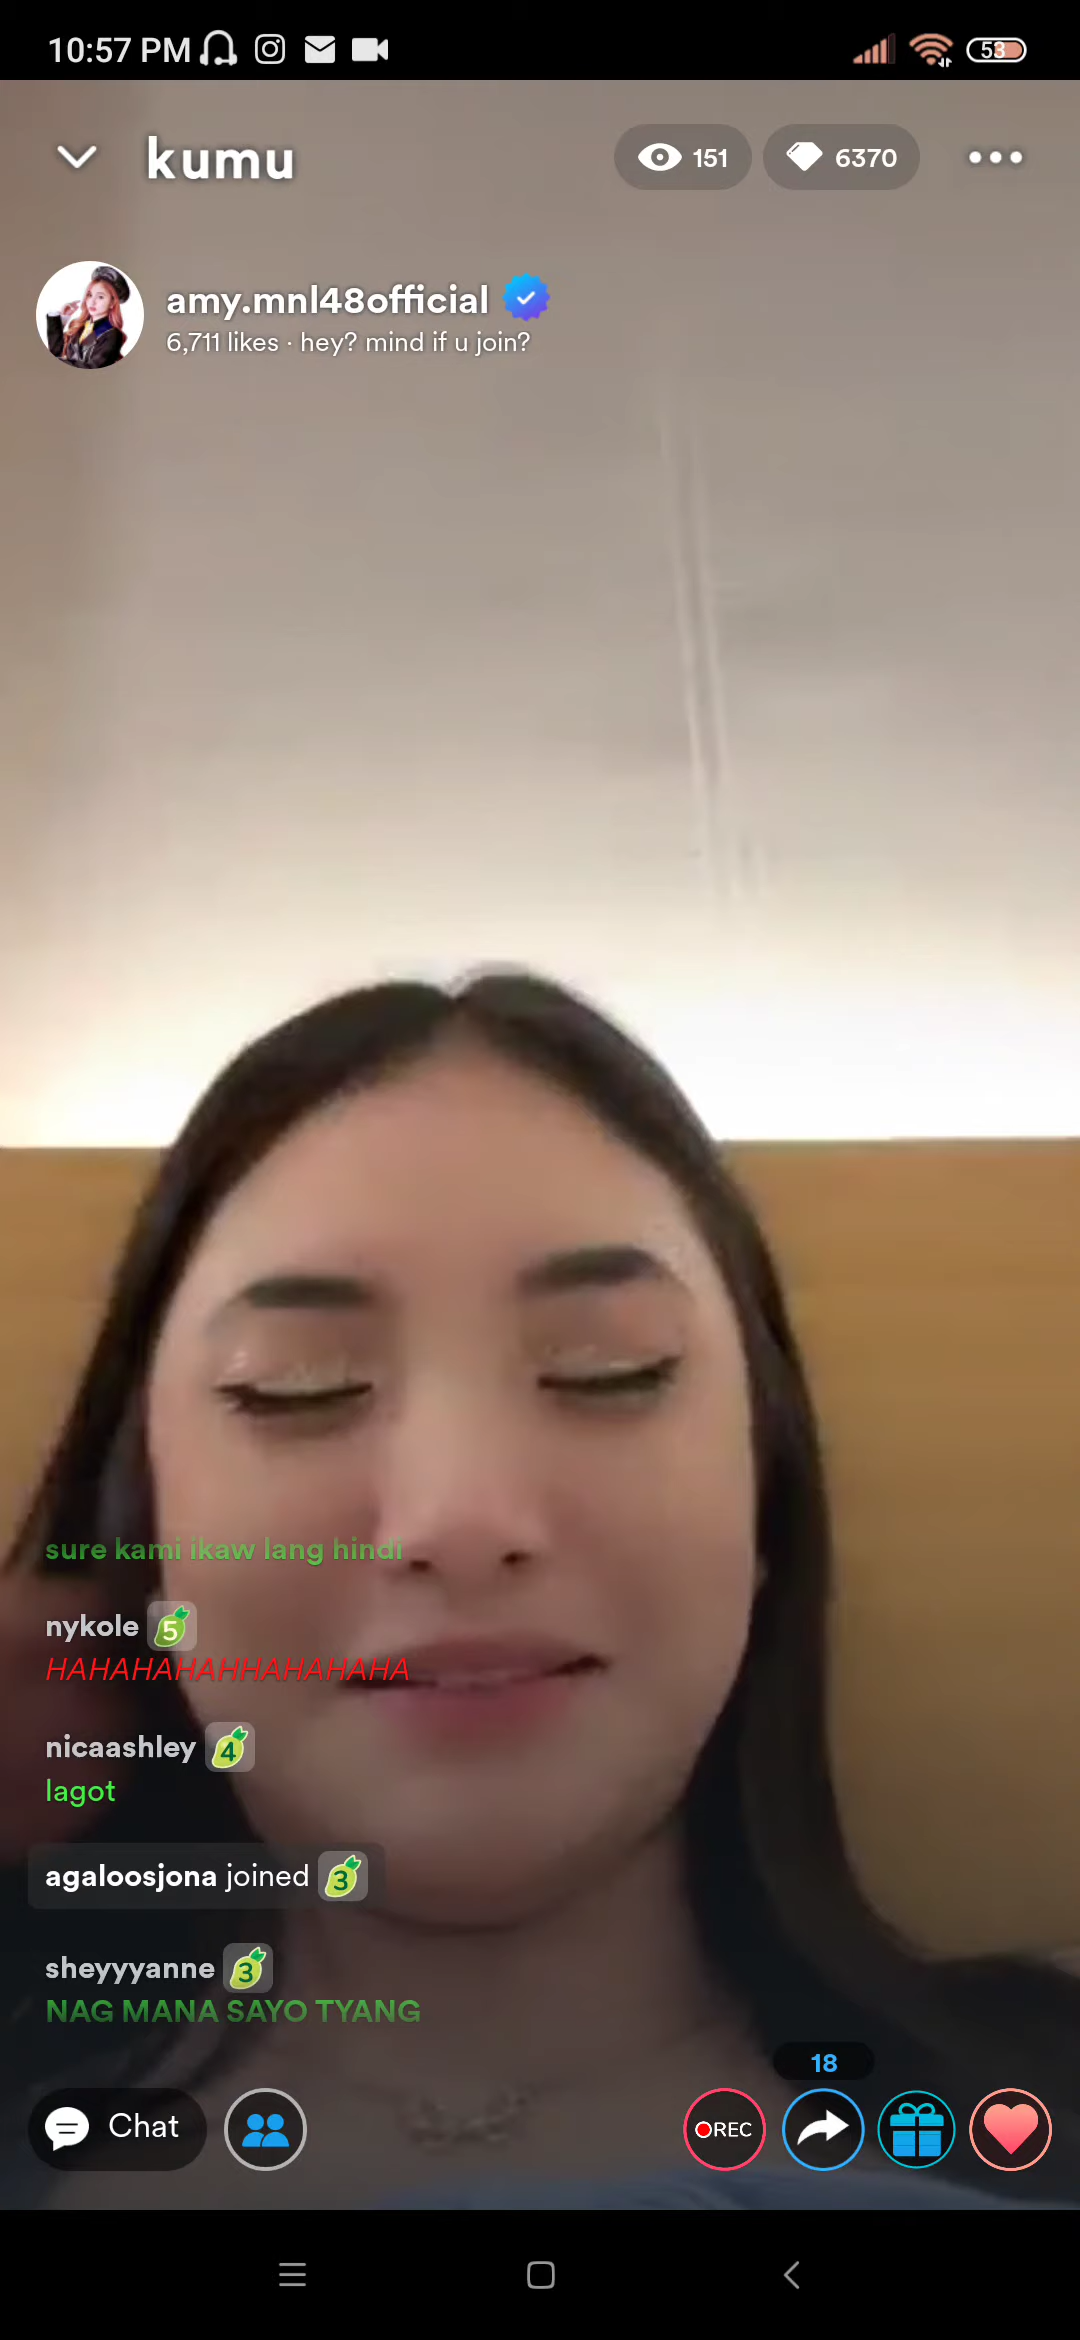 10:57 PM
53
kumu
151
6370
amy.mnl48official
6,711 likes · hey? mind if u join?
sure kami ikaw lang hindi
nykole 5
HAHAHAHAHHAHAHAHA
nicaashley 4
lagot
agaloosjona joined 3
sheyyyanne 3
NAG MANA SAYO TYANG
18
Chat
REC